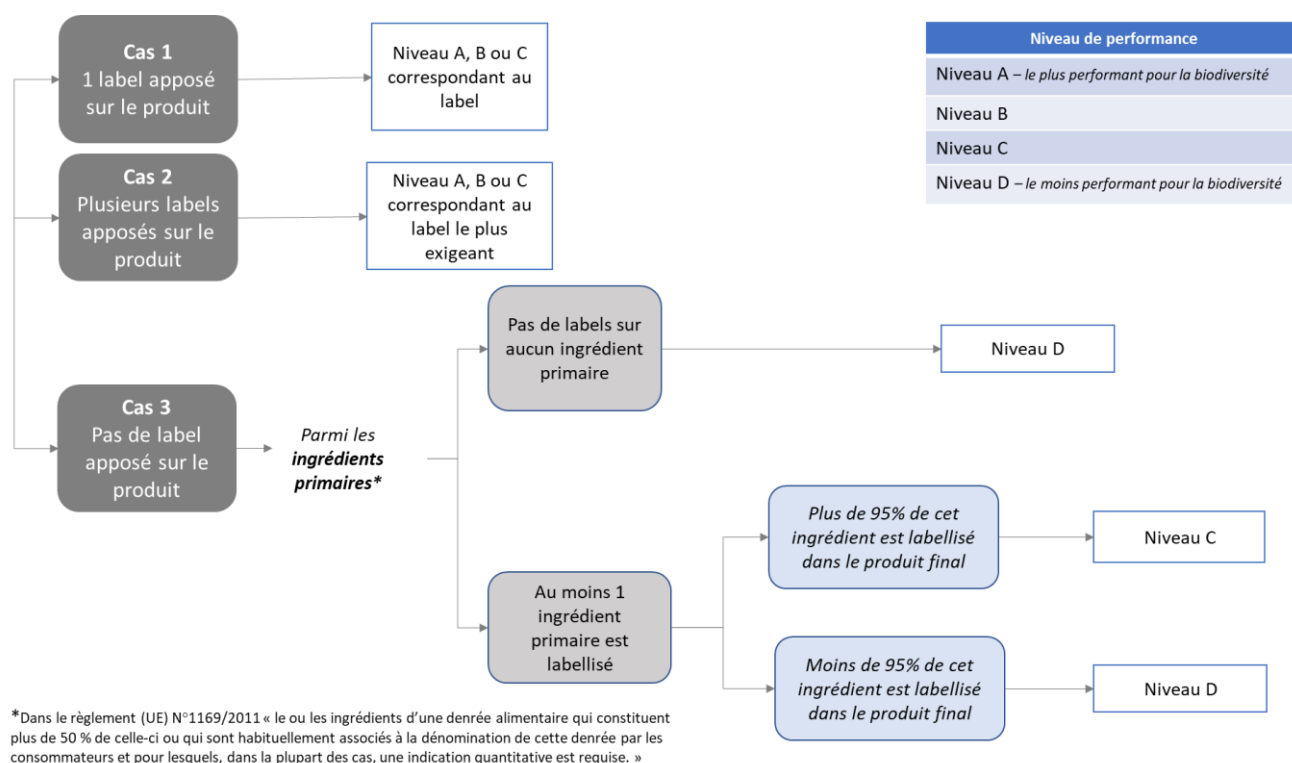 Cas 1
1 label apposé
sur le produit
Niveau A, B ou C
correspondant au
label
Niveau de performance
Niveau A – le plus performant pour la biodiversité
Niveau B
Niveau C
Niveau D – le moins performant pour la biodiversité
Cas 2
Plusieurs labels
apposés sur le
produit
Niveau A, B ou C
correspondant au
label le plus
exigeant
Pas de labels sur
aucun ingrédient
primaire
Niveau D
Cas 3
Pas de label
apposé sur le
produit
Parmi les
ingrédients
primaires*
Au moins 1
ingrédient
primaire est
labellisé
Plus de 95% de cet
ingrédient est labellisé
dans le produit final
Niveau C
Moins de 95% de cet
ingrédient est labellisé
dans le produit final
Niveau D
*Dans le règlement (UE) N°1169/2011 « le ou les ingrédients d’une denrée alimentaire qui constituent
plus de 50 % de celle-ci ou qui sont habituellement associés à la dénomination de cette denrée par les
consommateurs et pour lesquels, dans la plupart des cas, une indication quantitative est requise. »